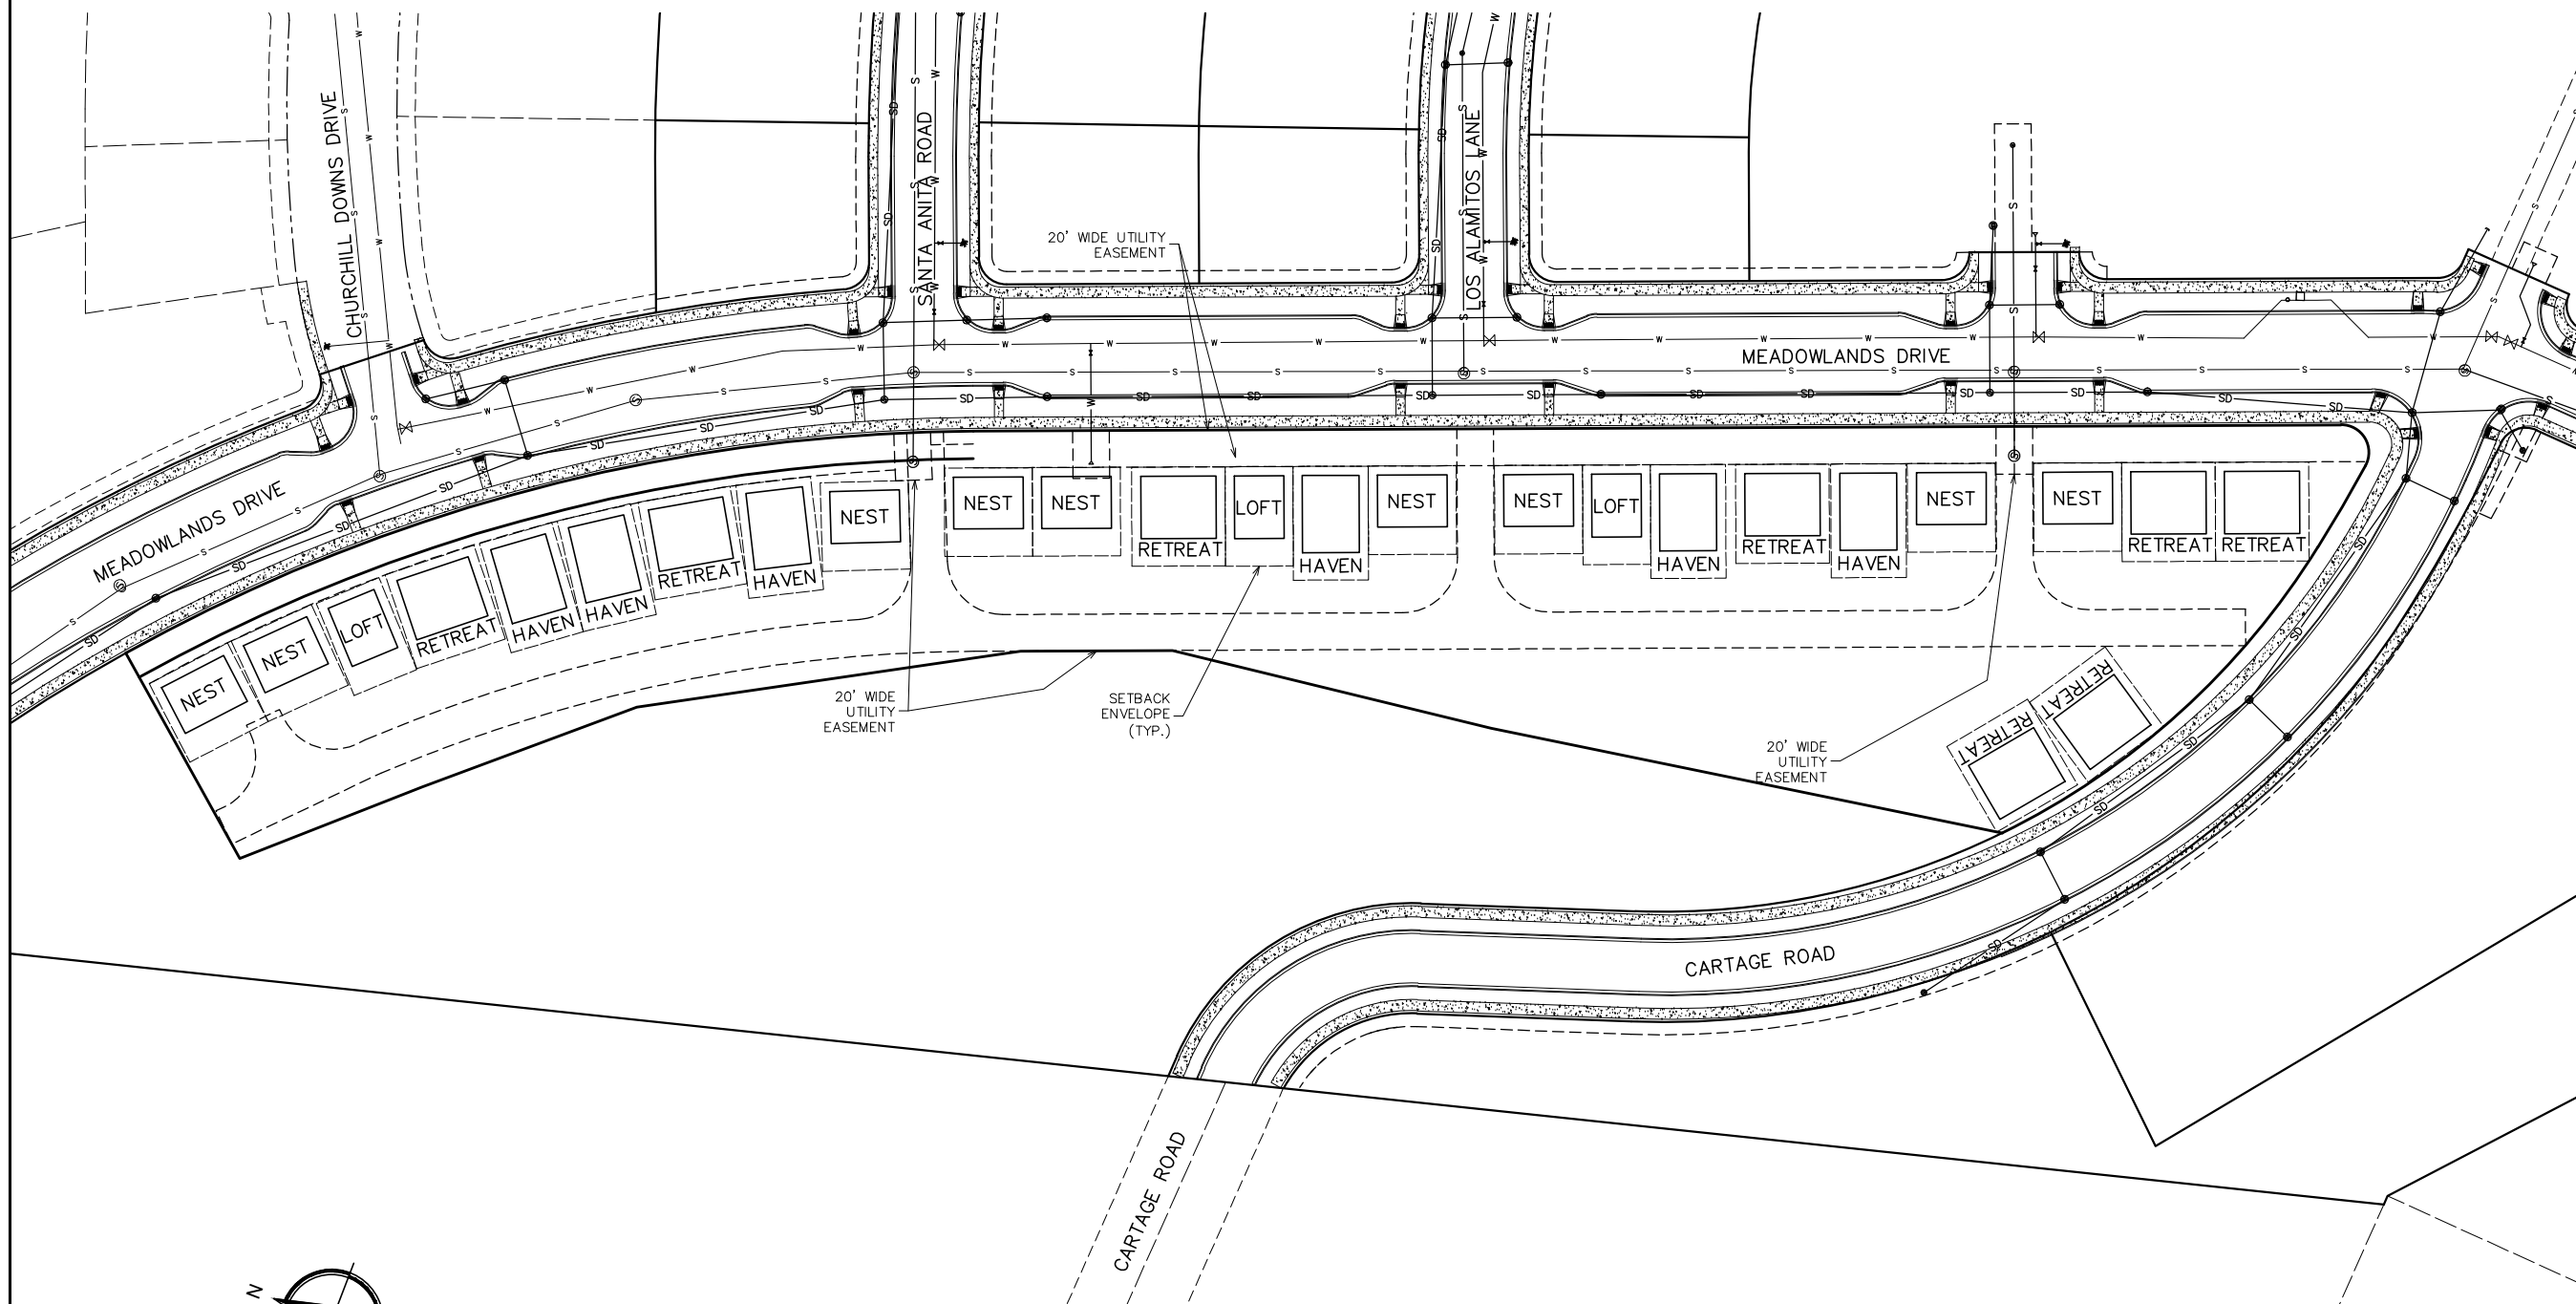 CHURCHILL DOWNS DRIVE
SANTA ANITA ROAD
LOS ALAMITOS LANE
20' WIDE UTILITY
EASEMENT
MEADOWLANDS DRIVE
MEADOWLANDS DRIVE
NEST
NEST
LOFT
RETREAT
HAVEN
HAVEN
RETREAT
HAVEN
NEST
NEST
NEST
RETREAT
LOFT
HAVEN
NEST
NEST
LOFT
HAVEN
RETREAT
HAVEN
NEST
NEST
RETREAT
RETREAT
RETREAT
RETREAT
20' WIDE
UTILITY
EASEMENT
SETBACK
ENVELOPE
(TYP.)
20' WIDE
UTILITY
EASEMENT
CARTAGE ROAD
CARTAGE ROAD
N